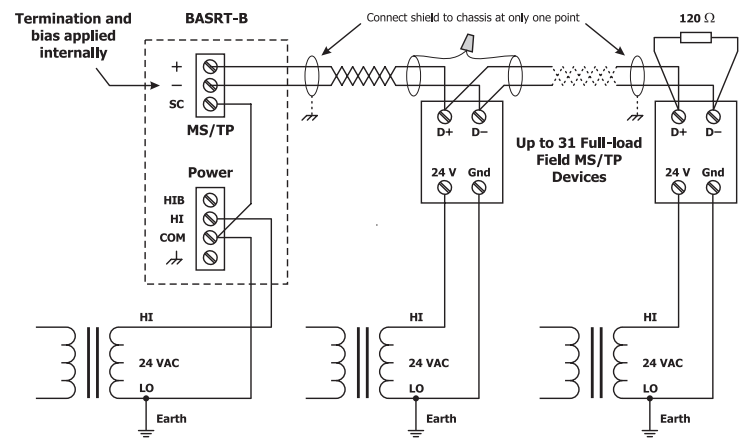 Termination and
bias applied
internally
BASRT-B
Connect shield to chassis at only one point
120 Ω
+
−
SC
MS/TP
D+ D−
D+ D−
Up to 31 Full-load
Field MS/TP
Devices
Power
24 V Gnd
24 V Gnd
HIB
HI
COM
HI
24 VAC
LO
Earth
HI
24 VAC
LO
Earth
HI
24 VAC
LO
Earth